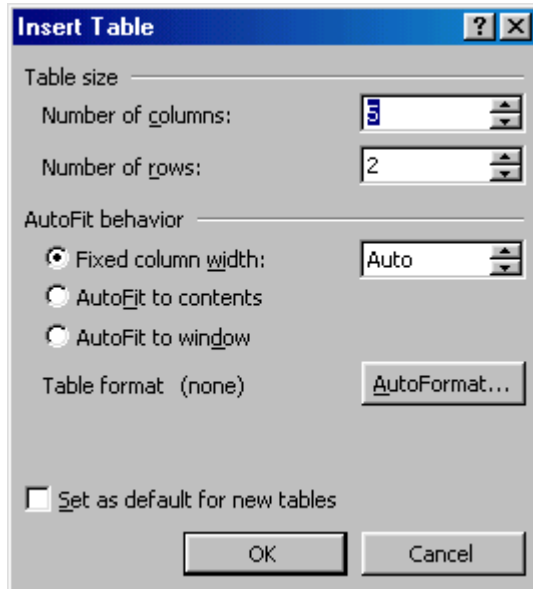 Insert Table
Table size
Number of columns: 5
Number of rows: 2
AutoFit behavior
Fixed column width: Auto
AutoFit to contents
AutoFit to window
Table format (none) AutoFormat...
Set as default for new tables
OK Cancel